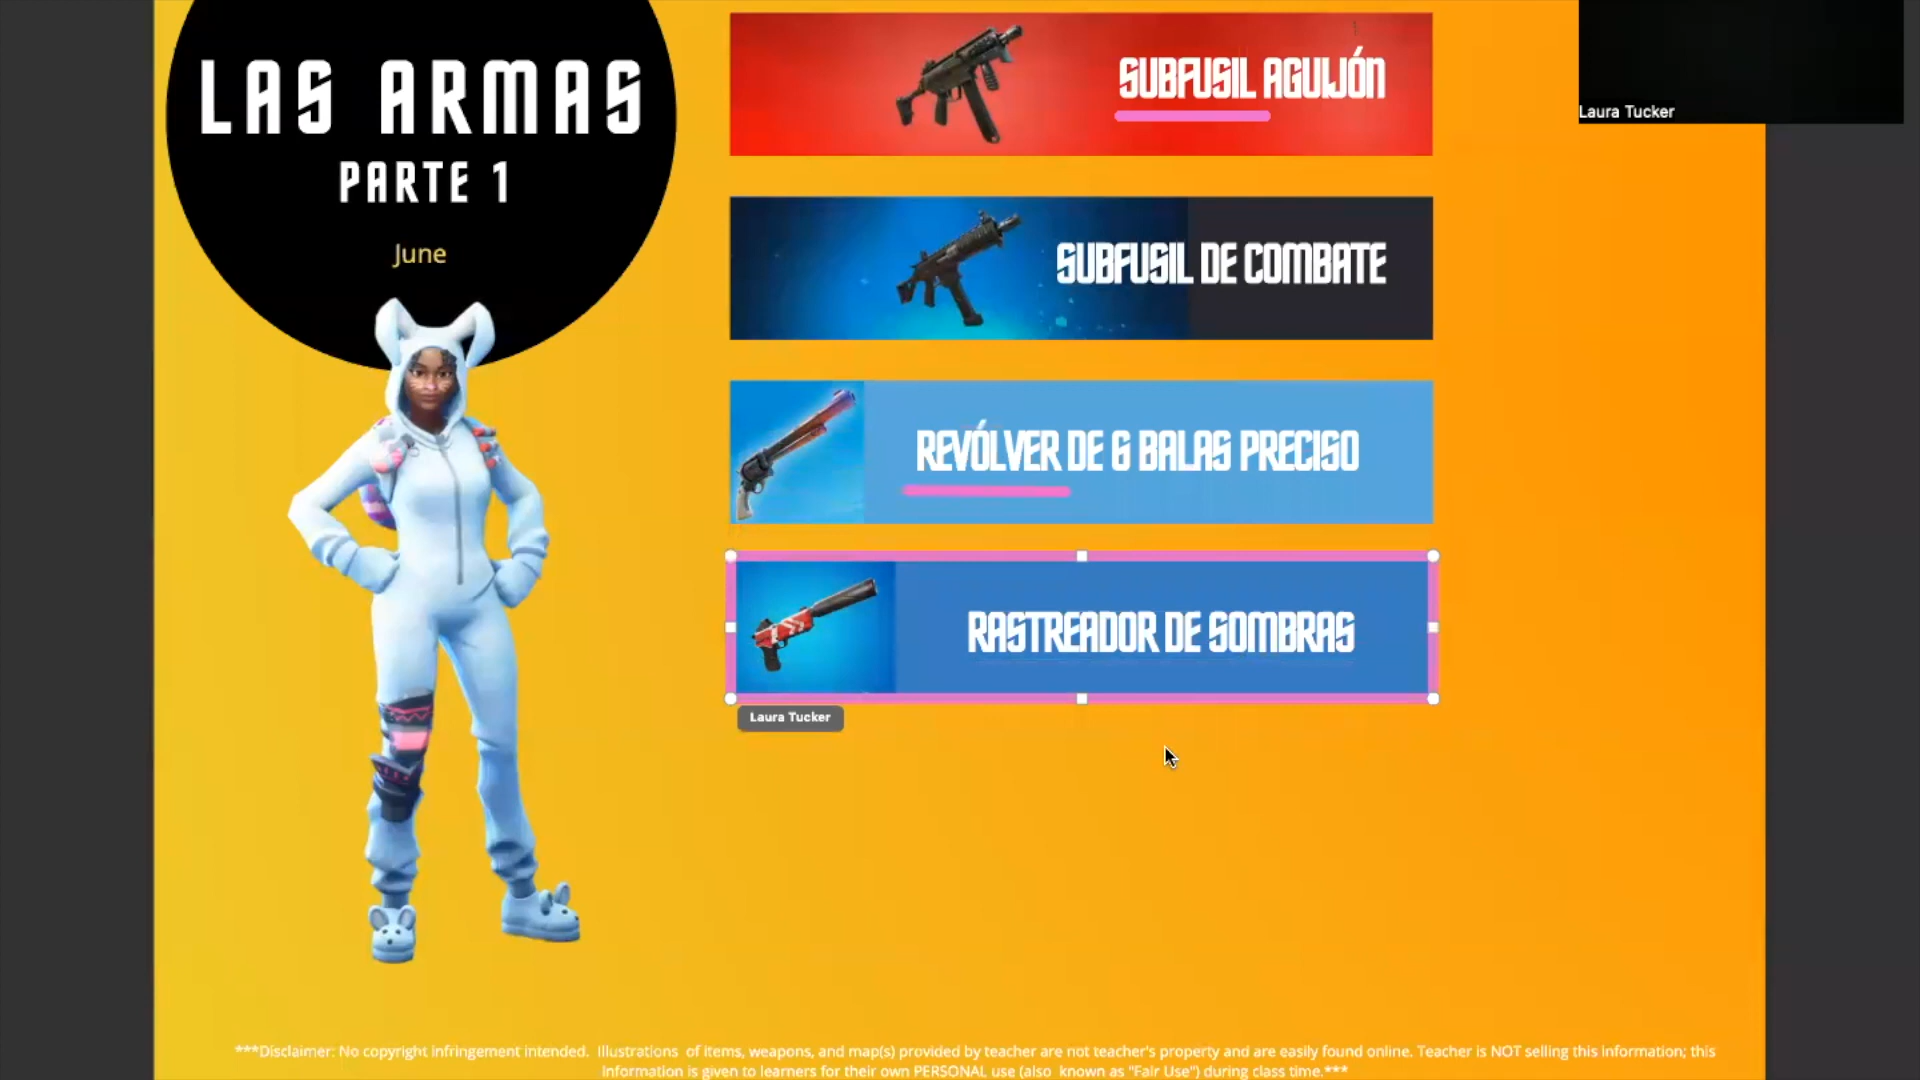 LAS ARMAS
PARTE 1
June
SUBFUSIL AGUIJÓN
SUBFUSIL DE COMBATE
REVÓLVER DE 6 BALAS PRECISO
RASTREADOR DE SOMBRAS
Laura Tucker
Laura Tucker
***Disclaimer: No copyright infringement intended. Illustrations of items, weapons, and map(s) provided by teacher are not teacher's property and are easily found online. Teacher is NOT selling this information; this
information is given to learners for their own PERSONAL use (also known as "Fair Use") during class time.***